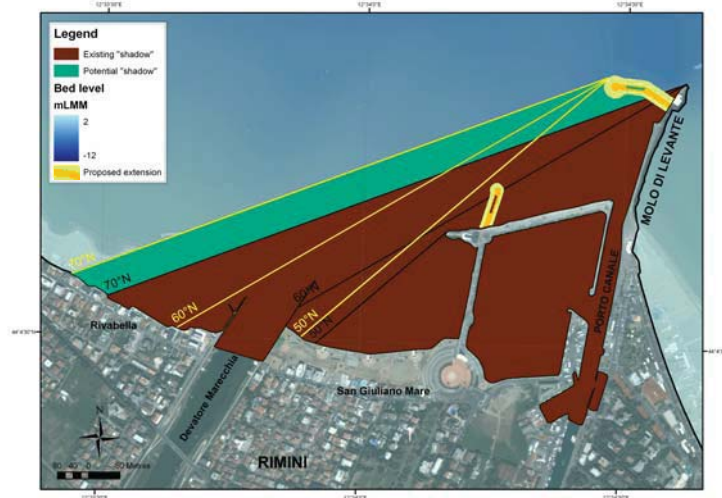 Legend
Existing "shadow"
Potential "shadow"
Bed level
mLMM
2
-12
Proposed extension
MOLO DI LEVANTE
70°N
70°N
60°N
60°N
50°N
50°N
Rivabella
PORTO CANALE
Deviatore Marecchia
San Giuliano Mare
N
RIMINI